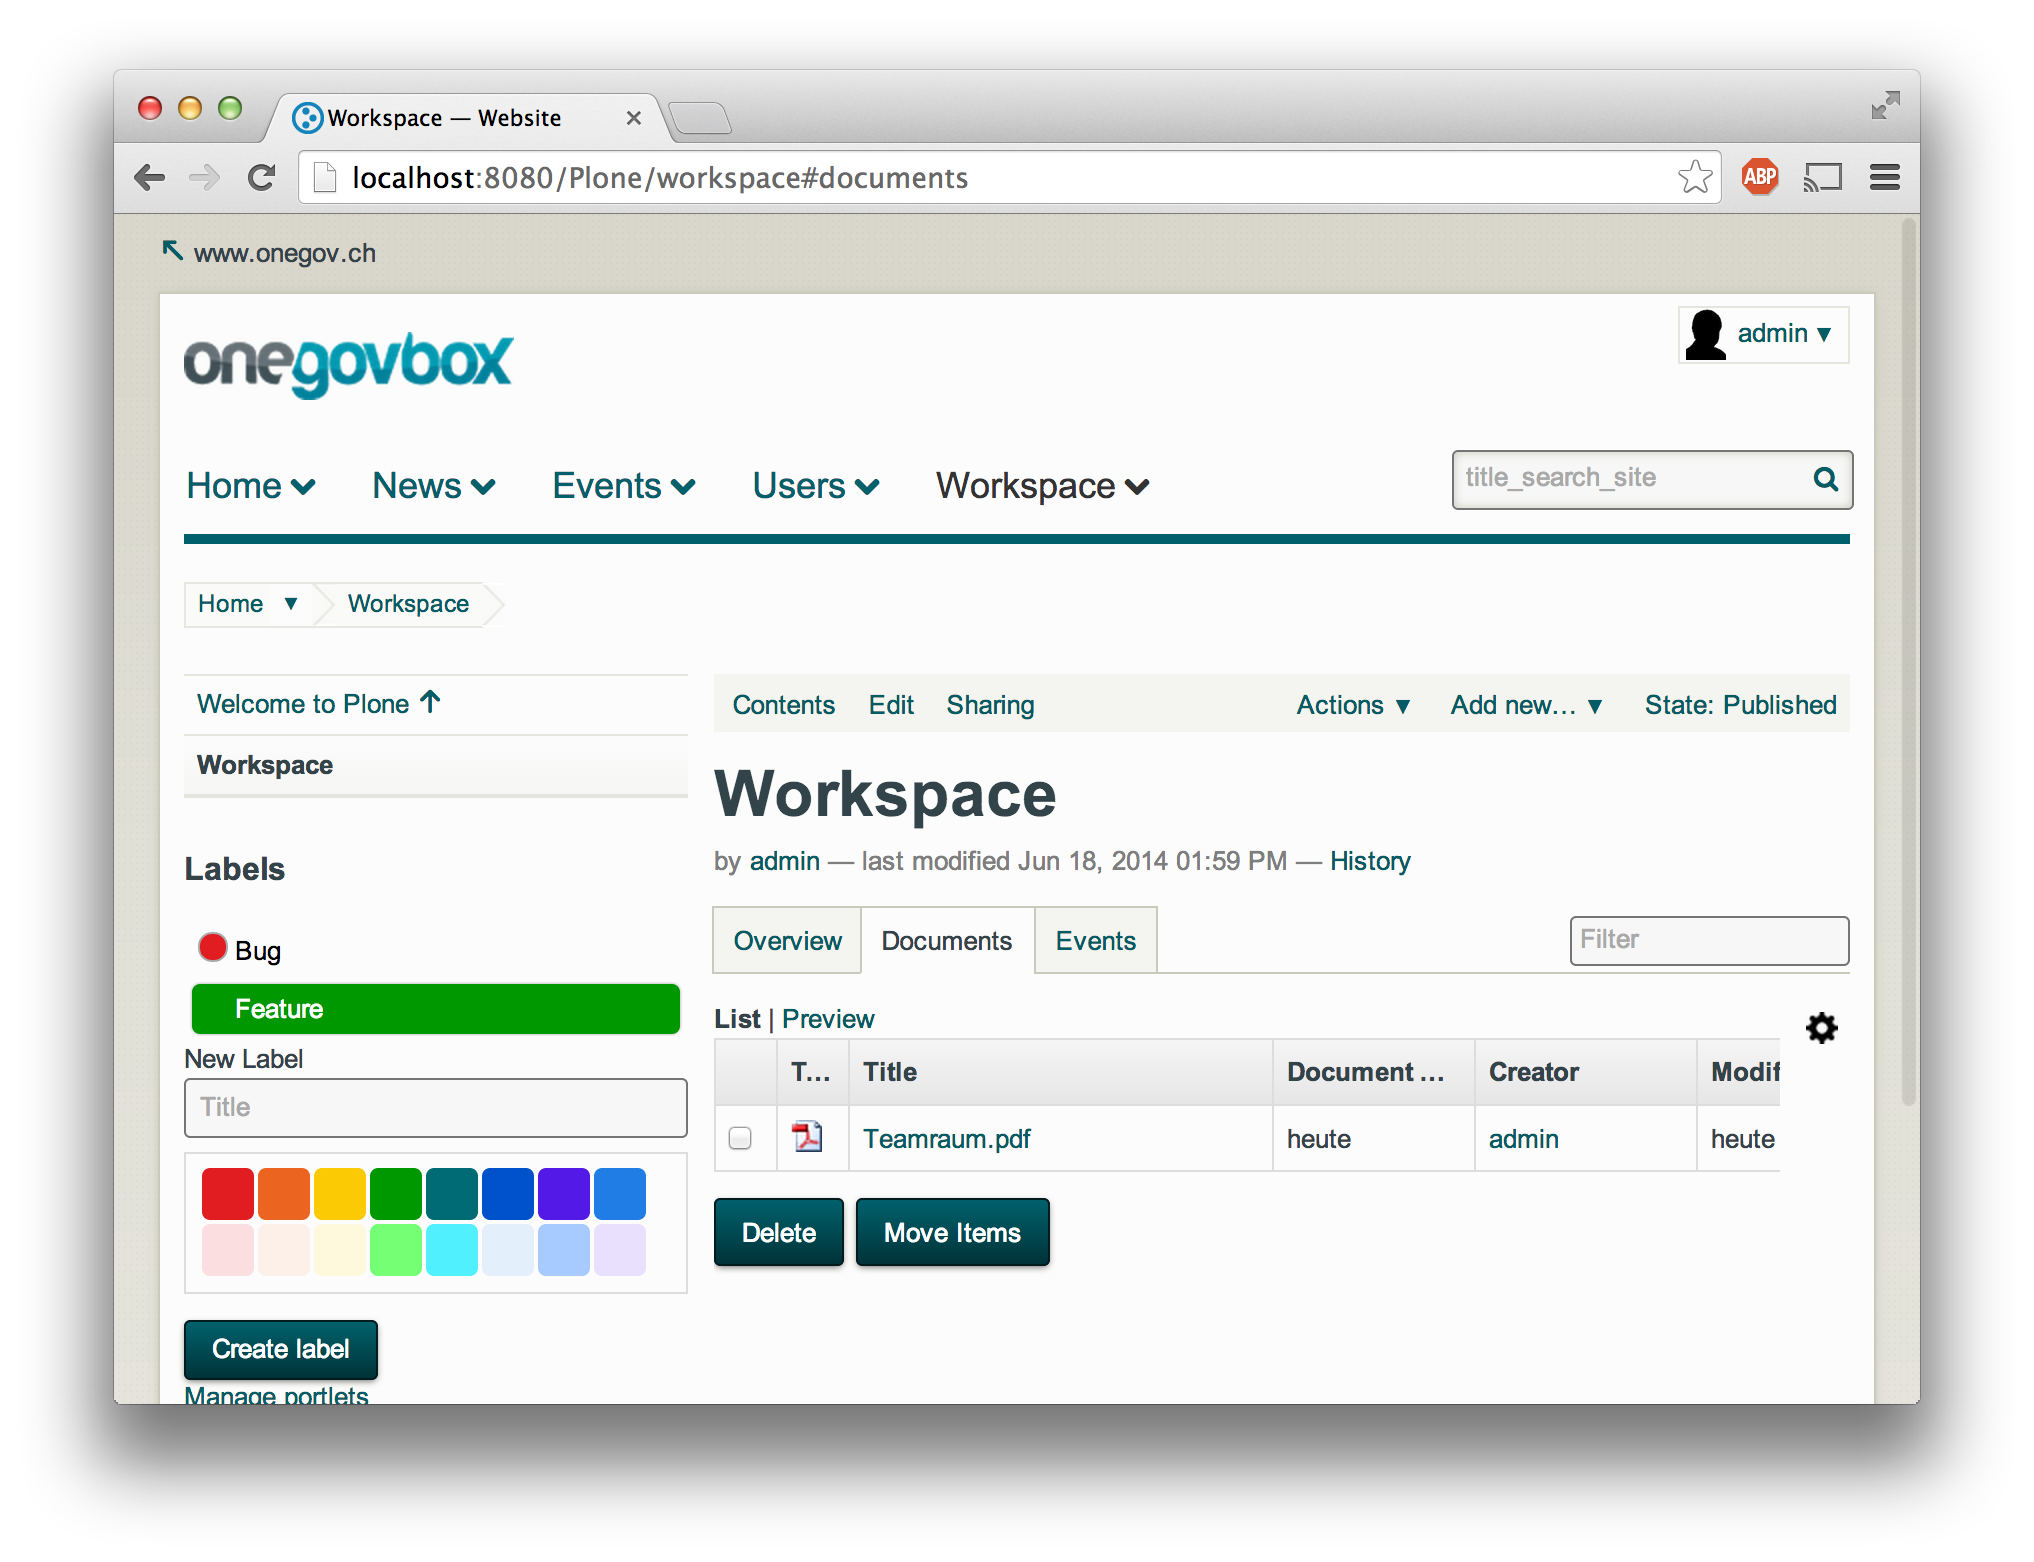 Workspace — Website
localhost:8080/Plone/workspace#documents
ABP
www.onegov.ch
onegovbox
admin ▼
Home News Events Users Workspace
title_search_site
Home ▼ Workspace
Welcome to Plone
Workspace
Labels
Bug
Feature
New Label
Title
Create label
Manage portlets
Contents Edit Sharing Actions ▼ Add new... ▼ State: Published
Workspace
by admin — last modified Jun 18, 2014 01:59 PM — History
Overview Documents Events
Filter
List | Preview
T... Title Document ... Creator Modif
Teamraum.pdf heute admin heute
Delete Move Items